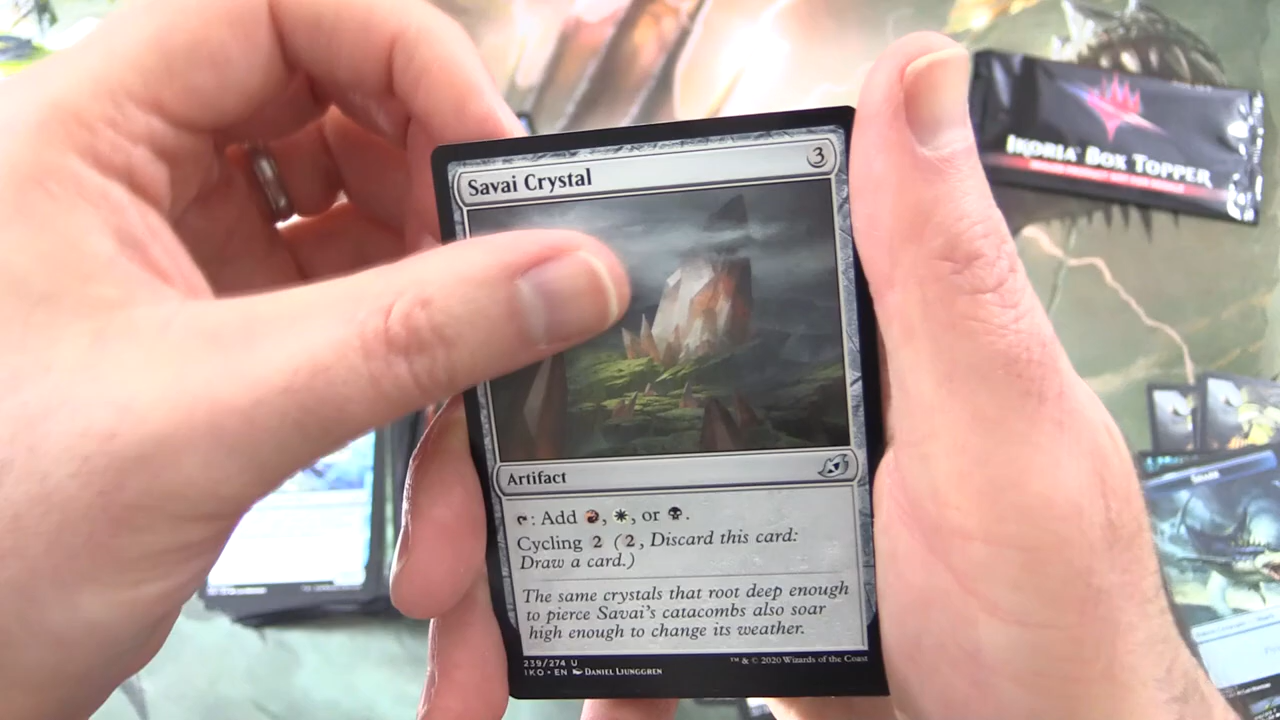 Savai Crystal 3
Artifact
: Add , , or .
Cycling 2 (2, Discard this card:
Draw a card.)
The same crystals that root deep enough
to pierce Savai's catacombs also soar
high enough to change its weather.
239/274 U
IKO • EN Daniel Ljunggren
™ & © 2020 Wizards of the Coast
Ikoria Box Topper